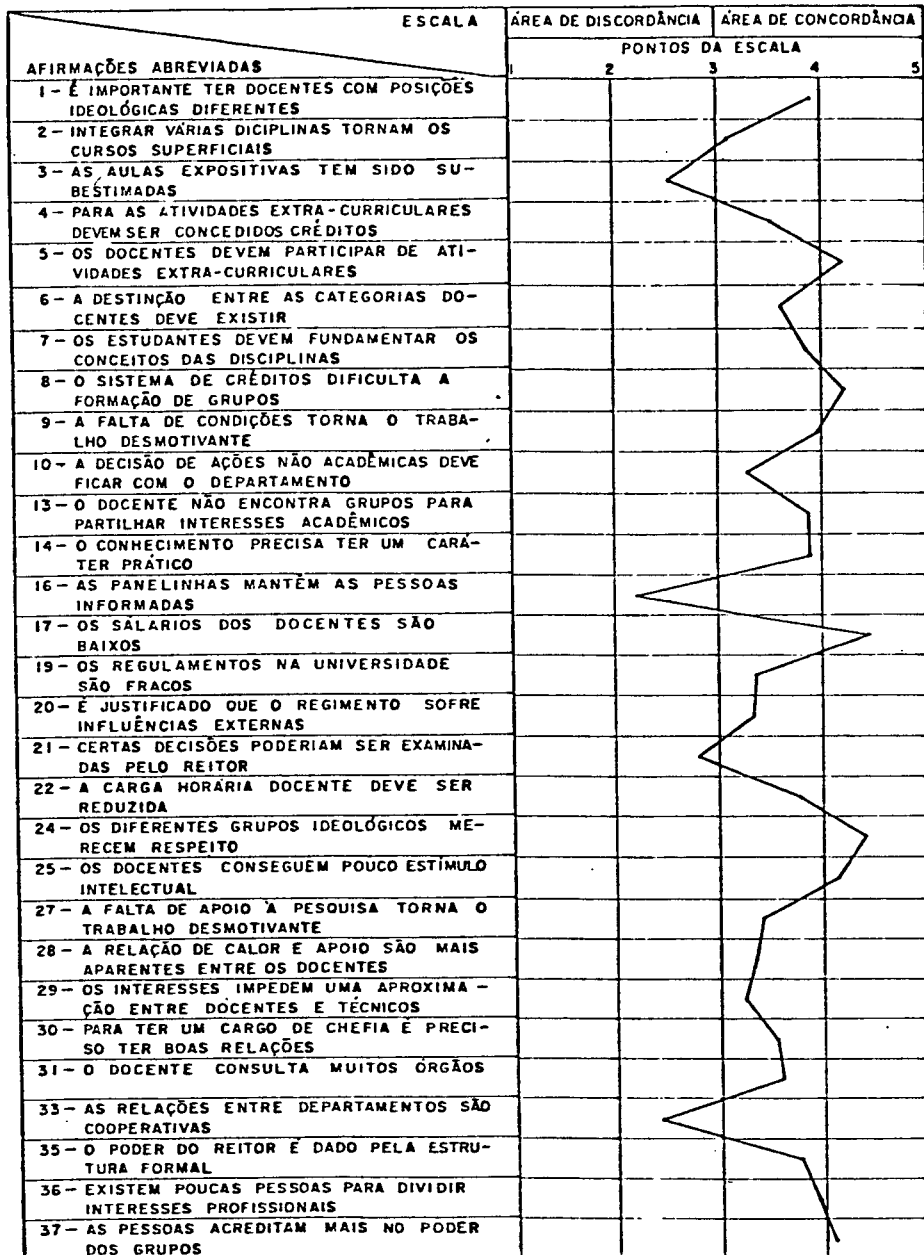 ESCALA
ÁREA DE DISCORDÂNCIA
ÁREA DE CONCORDÂNCIA
PONTOS DA ESCALA
AFIRMAÇÕES ABREVIADAS
1 2 3 4 5
1 - É IMPORTANTE TER DOCENTES COM POSIÇÕES
IDEOLÓGICAS DIFERENTES
2 - INTEGRAR VÁRIAS DICIPLINAS TORNAM OS
CURSOS SUPERFICIAIS
3 - AS AULAS EXPOSITIVAS TEM SIDO SU-
BESTIMADAS
4 - PARA AS ATIVIDADES EXTRA-CURRICULARES
DEVEM SER CONCEDIDOS CRÉDITOS
5 - OS DOCENTES DEVEM PARTICIPAR DE ATI-
VIDADES EXTRA-CURRICULARES
6 - A DESTINÇÃO ENTRE AS CATEGORIAS DO-
CENTES DEVE EXISTIR
7 - OS ESTUDANTES DEVEM FUNDAMENTAR OS
CONCEITOS DAS DISCIPLINAS
8 - O SISTEMA DE CRÉDITOS DIFICULTA A
FORMAÇÃO DE GRUPOS
9 - A FALTA DE CONDIÇÕES TORNA O TRABA-
LHO DESMOTIVANTE
10 - A DECISÃO DE AÇÕES NÃO ACADÊMICAS DEVE
FICAR COM O DEPARTAMENTO
13 - O DOCENTE NÃO ENCONTRA GRUPOS PARA
PARTILHAR INTERESSES ACADÊMICOS
14 - O CONHECIMENTO PRECISA TER UM CARÁ-
TER PRÁTICO
16 - AS PANELINHAS MANTÊM AS PESSOAS
INFORMADAS
17 - OS SALÁRIOS DOS DOCENTES SÃO
BAIXOS
19 - OS REGULAMENTOS NA UNIVERSIDADE
SÃO FRACOS
20 - É JUSTIFICADO QUE O REGIMENTO SOFRE
INFLUÊNCIAS EXTERNAS
21 - CERTAS DECISÕES PODERIAM SER EXAMINA-
DAS PELO REITOR
22 - A CARGA HORÁRIA DOCENTE DEVE SER
REDUZIDA
24 - OS DIFERENTES GRUPOS IDEOLÓGICOS ME-
RECEM RESPEITO
25 - OS DOCENTES CONSEGUEM POUCO ESTÍMULO
INTELECTUAL
27 - A FALTA DE APOIO À PESQUISA TORNA O
TRABALHO DESMOTIVANTE
28 - A RELAÇÃO DE CALOR E APOIO SÃO MAIS
APARENTES ENTRE OS DOCENTES
29 - OS INTERESSES IMPEDEM UMA APROXIMA-
ÇÃO ENTRE DOCENTES E TÉCNICOS
30 - PARA TER UM CARGO DE CHEFIA É PRECI-
SO TER BOAS RELAÇÕES
31 - O DOCENTE CONSULTA MUITOS ÓRGÃOS
33 - AS RELAÇÕES ENTRE DEPARTAMENTOS SÃO
COOPERATIVAS
35 - O PODER DO REITOR É DADO PELA ESTRU-
TURA FORMAL
36 - EXISTEM POUCAS PESSOAS PARA DIVIDIR
INTERESSES PROFISSIONAIS
37 - AS PESSOAS ACREDITAM MAIS NO PODER
DOS GRUPOS